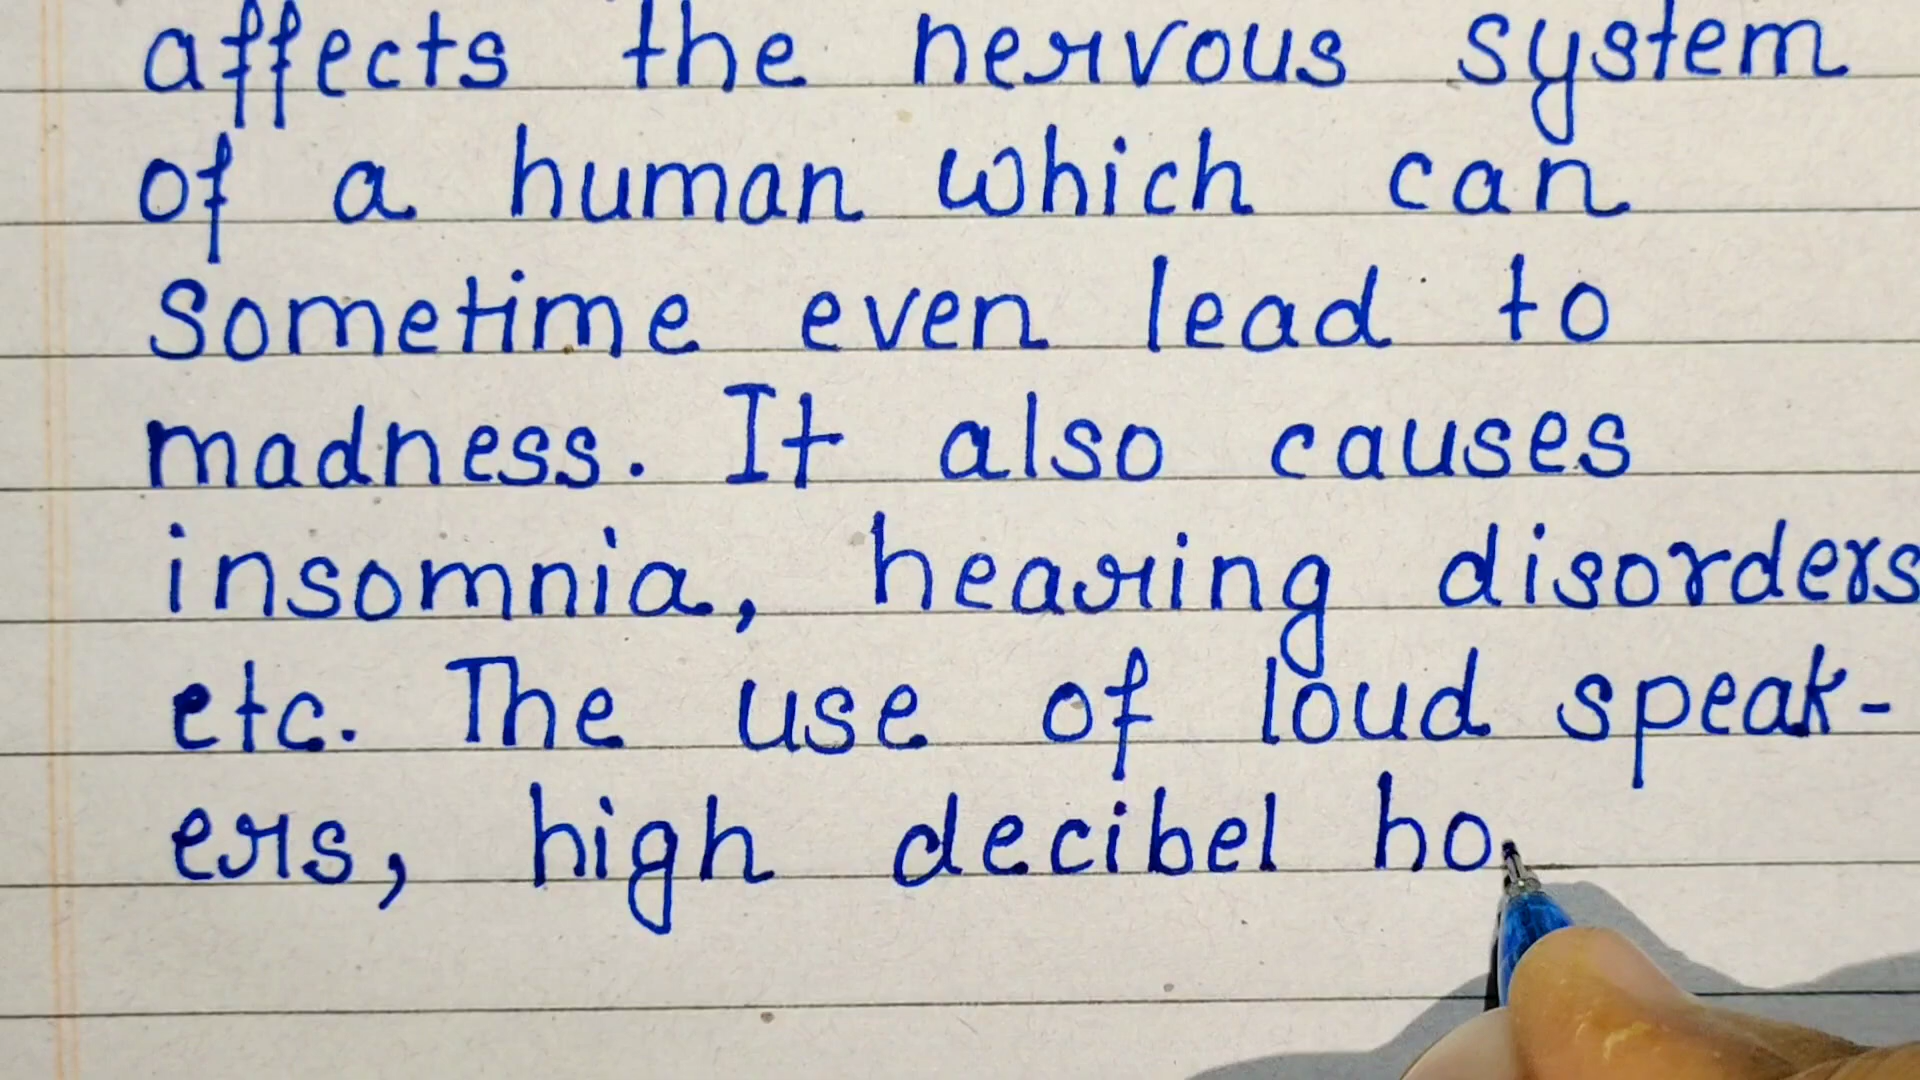 affects the nervous system
of a human which can
Sometime even lead to
madness. It also causes
insomnia, hearing disorders
etc. The use of loud speak-
ers, high decibel ho